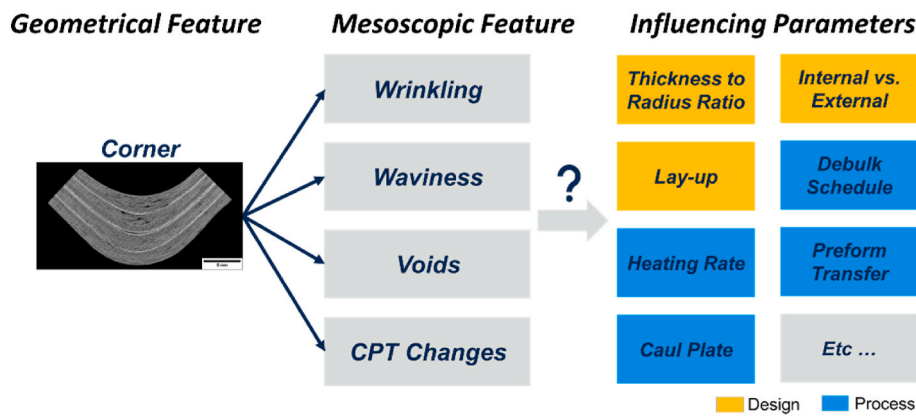 Geometrical Feature
Mesoscopic Feature
Influencing Parameters
Corner
Wrinkling
Waviness
Voids
CPT Changes
?
Thickness to
Radius Ratio
Internal vs.
External
Lay-up
Debulk
Schedule
Heating Rate
Preform
Transfer
Caul Plate
Etc ...
Design
Process